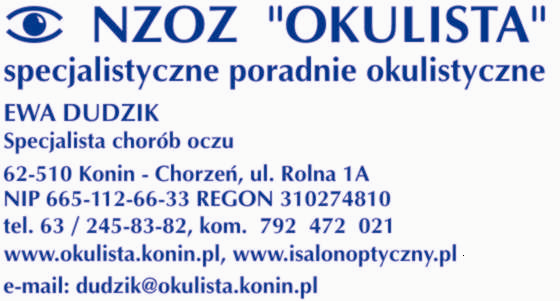 NZOZ "OKULISTA"
specjalistyczne poradnie okulistyczne
EWA DUDZIK
Specjalista chorób oczu
62-510 Konin - Chorzeń, ul. Rolna 1A
NIP 665-112-66-33 REGON 310274810
tel. 63 / 245-83-82, kom. 792 472 021
www.okulista.konin.pl, www.isalonoptyczny.pl
e-mail: dudzik@okulista.konin.pl